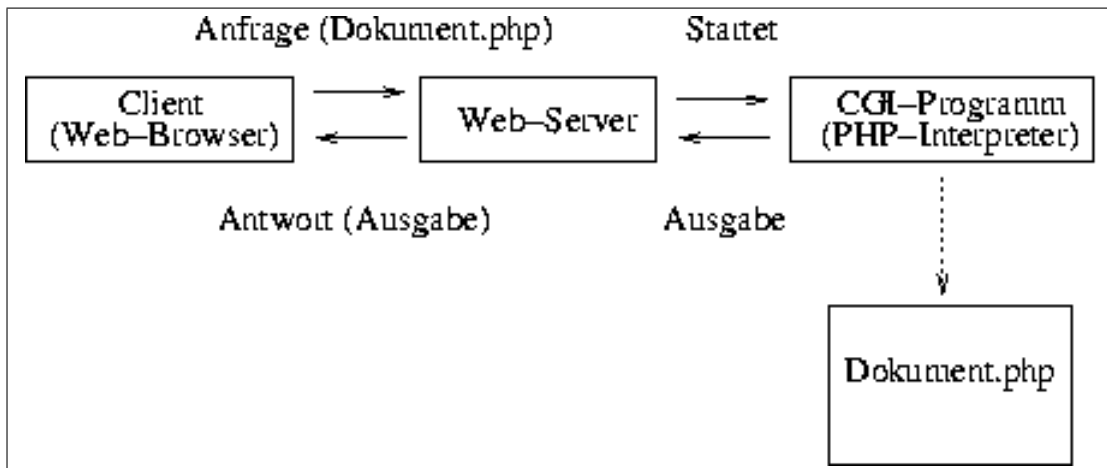 Anfrage (Dokument.php)
Startet
Client
(Web–Browser)
Web–Server
CGI–Programm
(PHP–Interpreter)
Antwort (Ausgabe)
Ausgabe
Dokument.php